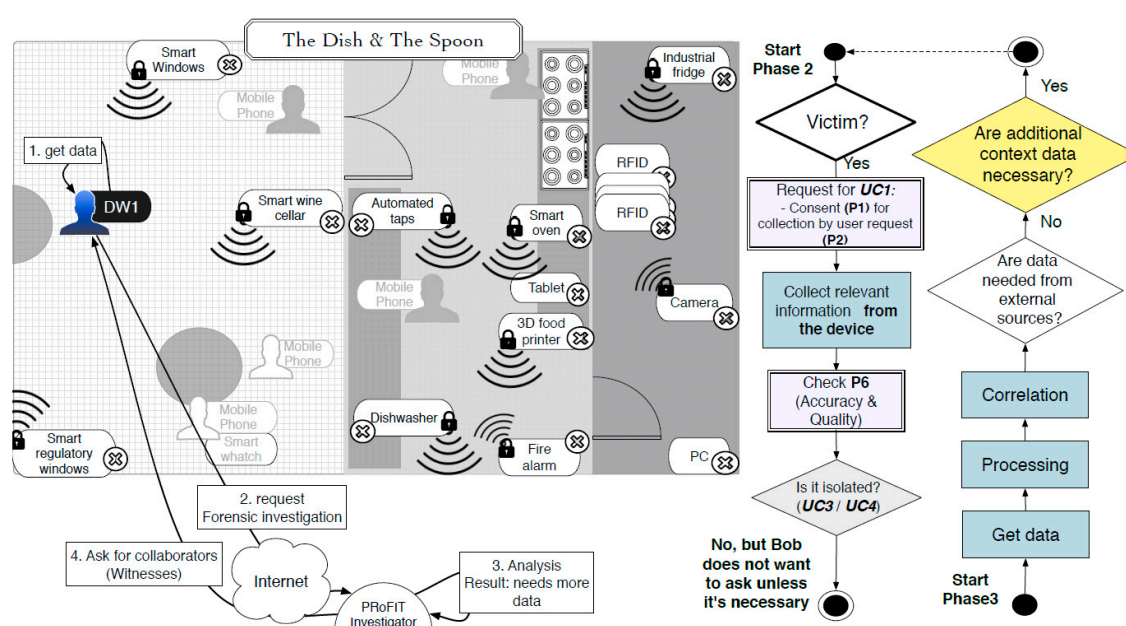 The Dish & The Spoon
Smart
Windows
Mobile
Phone
Mobile
Phone
Industrial
fridge
1. get data
DW1
Smart wine
cellar
Automated
taps
Smart
oven
RFID
RFID
Mobile
Phone
Tablet
Camera
3D food
printer
Mobile
Phone
Mobile
Phone
Smart
whatch
Dishwasher
Fire
alarm
PC
Smart
regulatory
windows
2. request
Forensic investigation
4. Ask for collaborators
(Witnesses)
Internet
3. Analysis
Result: needs more
data
PRoFIT
Investigator
Start
Phase 2
Victim?
Yes
Request for UC1:
- Consent (P1) for
collection by user request
(P2)
Collect relevant
information from
the device
Check P6
(Accuracy &
Quality)
Is it isolated?
(UC3 / UC4)
No, but Bob
does not want
to ask unless
it's necessary
Yes
Are additional
context data
necessary?
No
Are data
needed from
external
sources?
Correlation
Processing
Get data
Start
Phase3